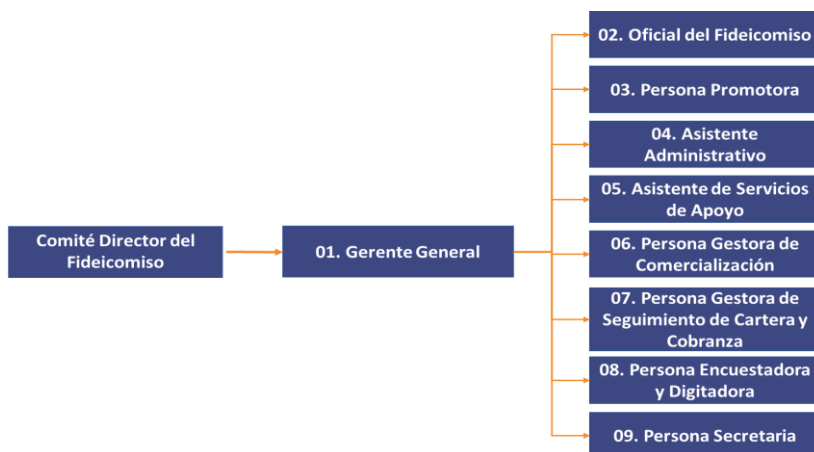 Comité Director del
Fideicomiso
01. Gerente General
02. Oficial del Fideicomiso
03. Persona Promotora
04. Asistente
Administrativo
05. Asistente de Servicios
de Apoyo
06. Persona Gestora de
Comercialización
07. Persona Gestora de
Seguimiento de Cartera y
Cobranza
08. Persona Encuestadora
y Digitadora
09. Persona Secretaria